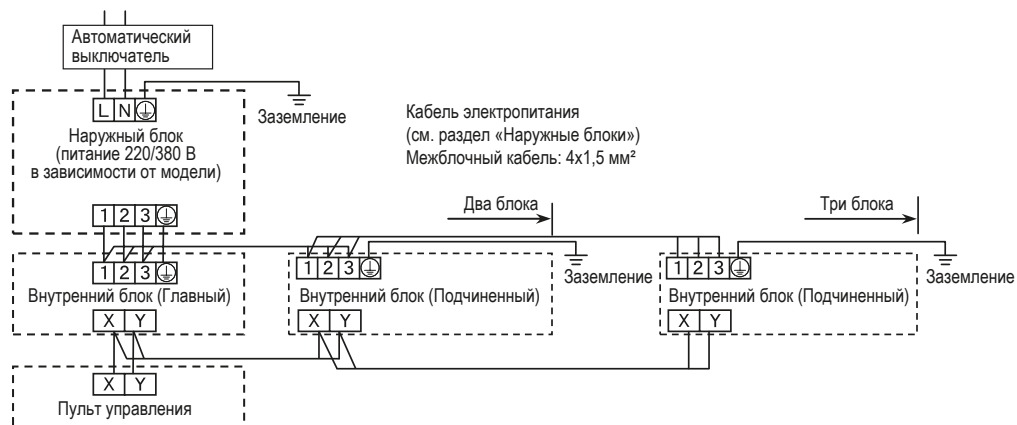 Автоматический
выключатель
L N
Заземление
Наружный блок
(питание 220/380 В
в зависимости от модели)
Кабель электропитания
(см. раздел «Наружные блоки»)
Межблочный кабель: 4x1,5 мм²
Два блока
Три блока
1 2 3
1 2 3
Внутренний блок (Главный)
X Y
1 2 3
Заземление
Внутренний блок (Подчиненный)
X Y
1 2 3
Заземление
Внутренний блок (Подчиненный)
X Y
X Y
Пульт управления